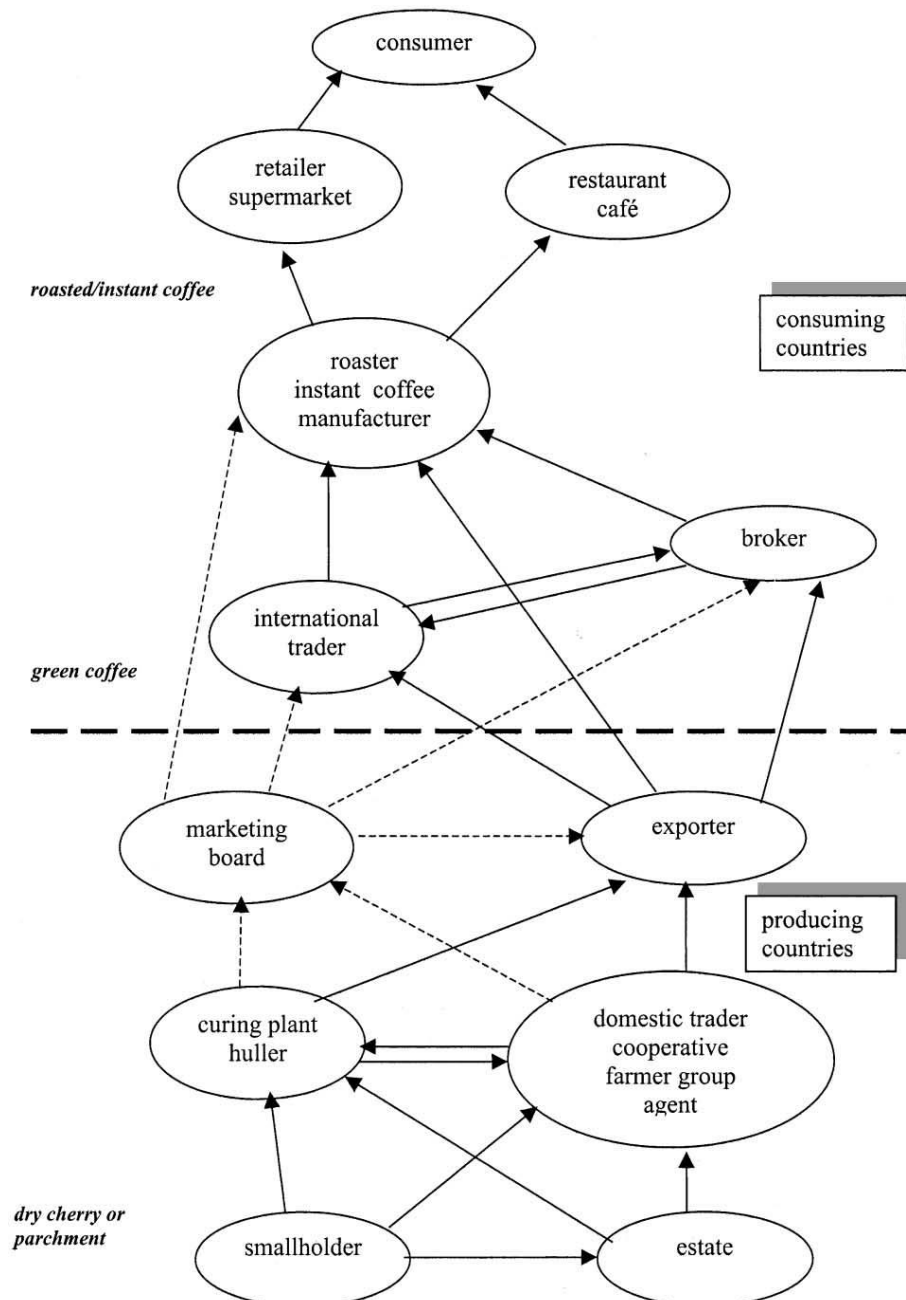 consumer
retailer
supermarket
restaurant
café
roasted/instant coffee
consuming
countries
roaster
instant coffee
manufacturer
broker
international
trader
green coffee
marketing
board
exporter
producing
countries
curing plant
huller
domestic trader
cooperative
farmer group
agent
dry cherry or
parchment
smallholder
estate